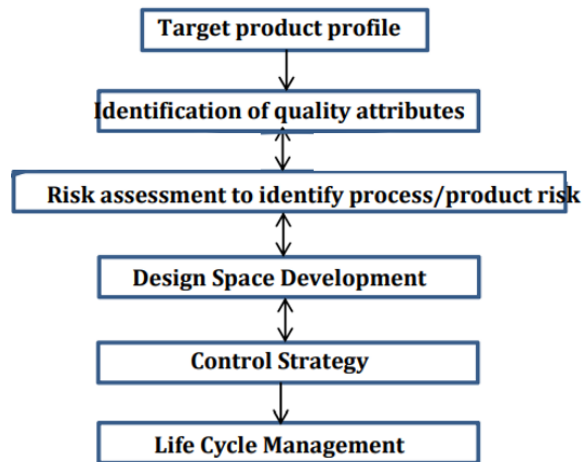 Target product profile
Identification of quality attributes
Risk assessment to identify process/product risk
Design Space Development
Control Strategy
Life Cycle Management